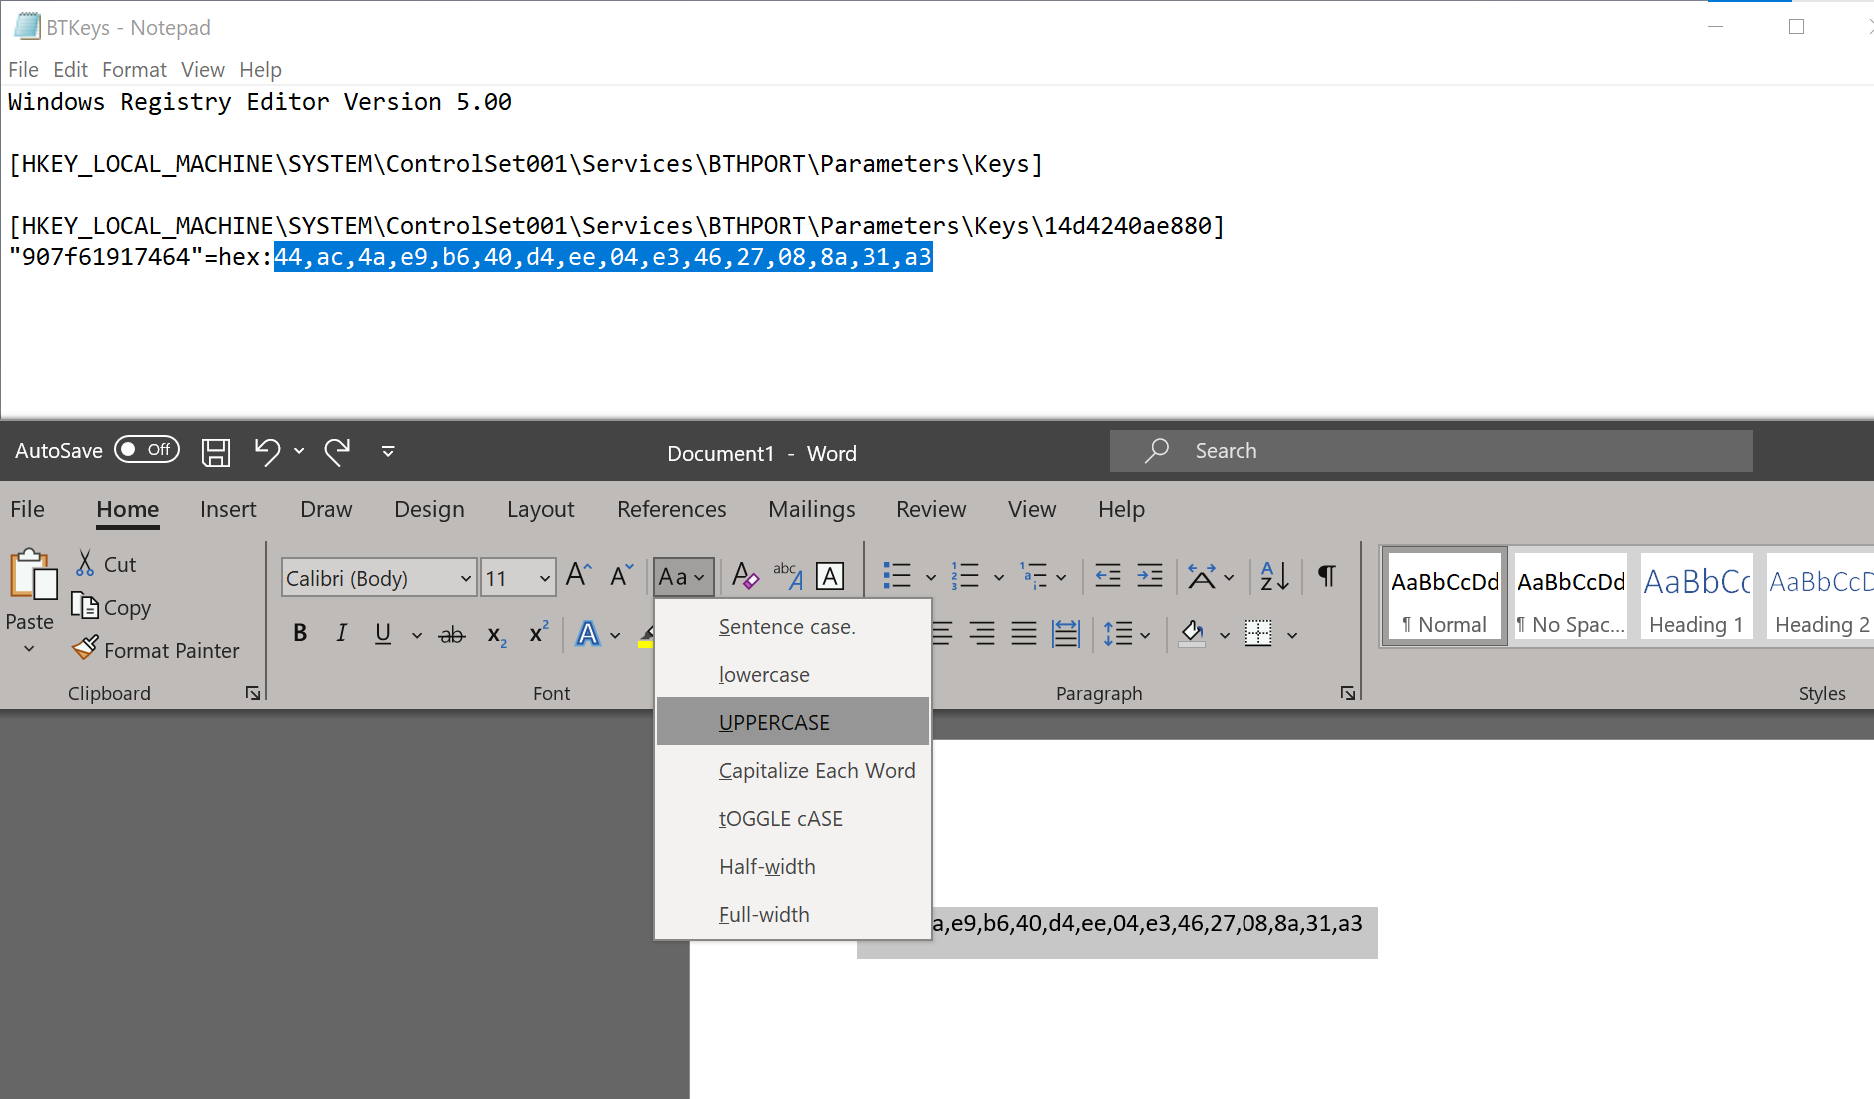 BTKeys - Notepad
File Edit Format View Help
Windows Registry Editor Version 5.00
[HKEY_LOCAL_MACHINE\SYSTEM\ControlSet001\Services\BTHPORT\Parameters\Keys]
[HKEY_LOCAL_MACHINE\SYSTEM\ControlSet001\Services\BTHPORT\Parameters\Keys\14d4240ae880]
"907f61917464"=hex:44,ac,4a,e9,b6,40,d4,ee,04,e3,46,27,08,8a,31,a3
AutoSave Off Document1 - Word Search
File Home Insert Draw Design Layout References Mailings Review View Help
Paste
Cut
Copy
Format Painter
Clipboard
Calibri (Body) 11 A A Aa A abc A A
B I U ab x2 x2 A
Font
Sentence case.
lowercase
UPPERCASE
Capitalize Each Word
tOGGLE cASE
Half-width
Full-width
Paragraph
AaBbCcDd AaBbCcDd AaBbCc AaBbCcD
¶ Normal ¶ No Spac... Heading 1 Heading 2
Styles
a,e9,b6,40,d4,ee,04,e3,46,27,08,8a,31,a3